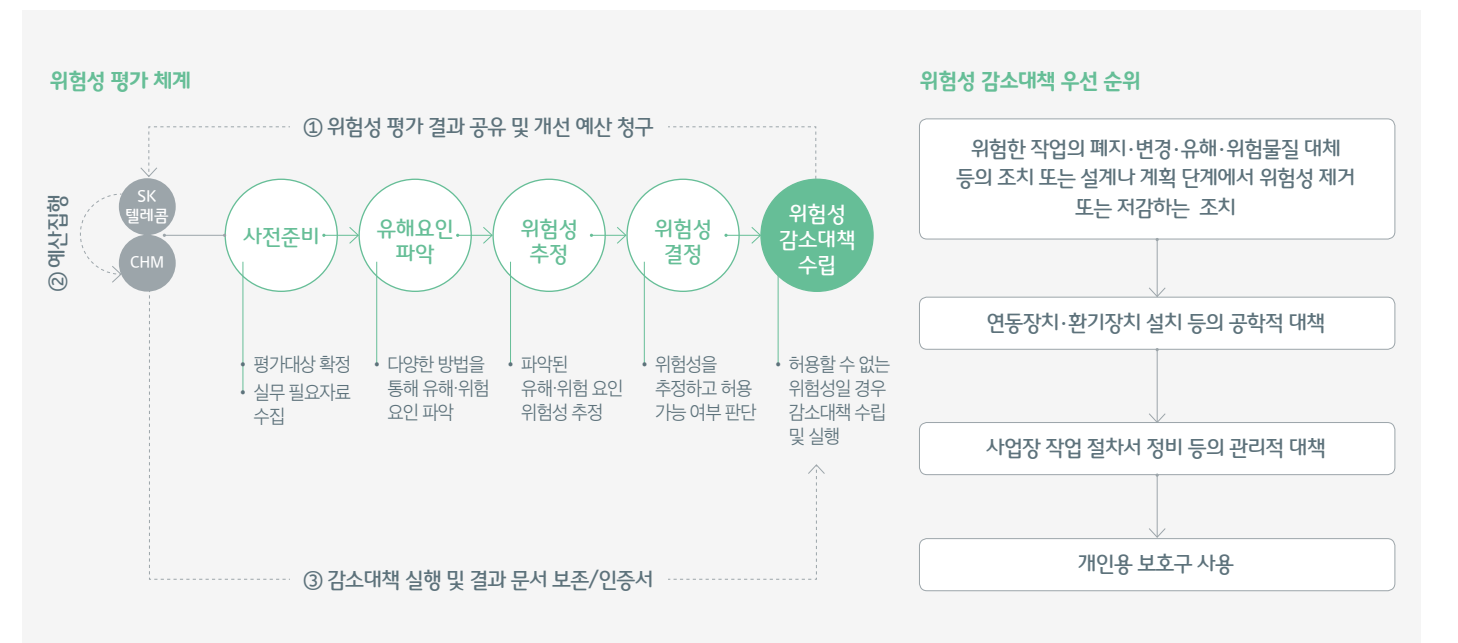 위험성 평가 체계
① 위험성 평가 결과 공유 및 개선 예산 청구
② 예산집행
SK
텔레콤
CHM
사전준비
유해요인
파악
위험성
추정
위험성
결정
위험성
감소대책
수립
• 평가대상 확정
• 실무 필요자료
수집
• 다양한 방법을
통해 유해·위험
요인 파악
• 파악된
유해·위험 요인
위험성 추정
• 위험성을
추정하고 허용
가능 여부 판단
• 허용할 수 없는
위험성일 경우
감소대책 수립
및 실행
③ 감소대책 실행 및 결과 문서 보존/인증서
위험성 감소대책 우선 순위
위험한 작업의 폐지·변경·유해·위험물질 대체
등의 조치 또는 설계나 계획 단계에서 위험성 제거
또는 저감하는 조치
연동장치·환기장치 설치 등의 공학적 대책
사업장 작업 절차서 정비 등의 관리적 대책
개인용 보호구 사용